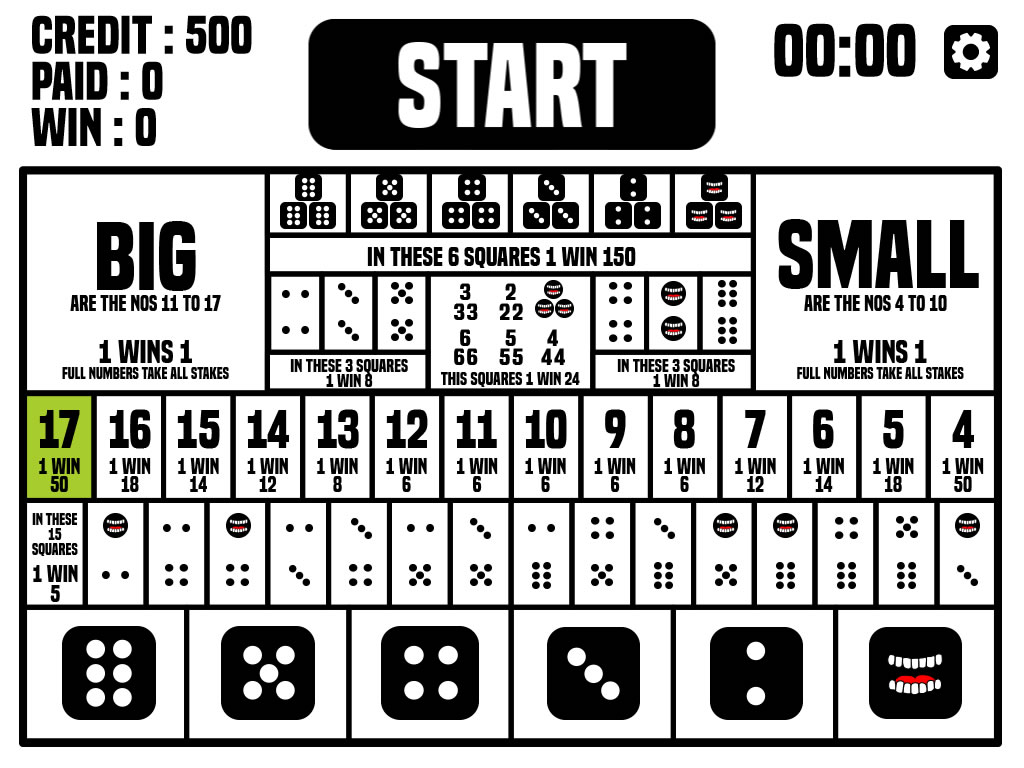 CREDIT : 500
PAID : 0
WIN : 0
START
00:00
BIG
ARE THE NOS 11 TO 17
1 WINS 1
FULL NUMBERS TAKE ALL STAKES
IN THESE 6 SQUARES 1 WIN 150
IN THESE 3 SQUARES
1 WIN 8
3 2
33 22
6 5 4
66 55 44
THIS SQUARES 1 WIN 24
IN THESE 3 SQUARES
1 WIN 8
SMALL
ARE THE NOS 4 TO 10
1 WINS 1
FULL NUMBERS TAKE ALL STAKES
17 16 15 14 13 12 11 10 9 8 7 6 5 4
1 WIN 1 WIN 1 WIN 1 WIN 1 WIN 1 WIN 1 WIN 1 WIN 1 WIN 1 WIN 1 WIN 1 WIN 1 WIN 1 WIN
50 18 14 12 8 6 6 6 6 6 12 14 18 50
IN THESE
15
SQUARES
1 WIN
5